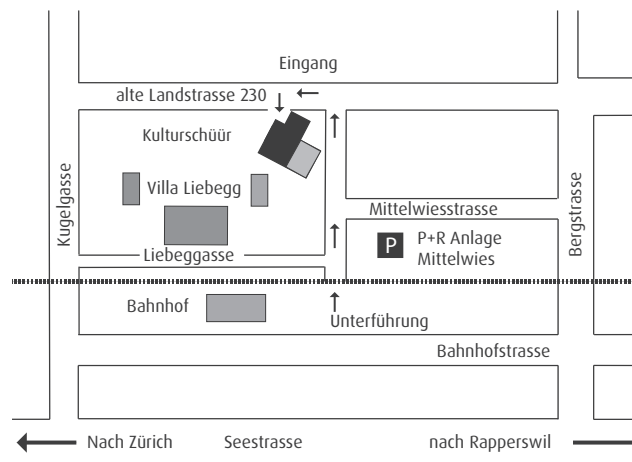 Eingang
alte Landstrasse 230
Kulturschüür
Villa Liebegg
Kugelgasse
Mittelwiesstrasse
Bergstrasse
P
P+R Anlage
Mittelwies
Liebeggasse
Bahnhof
Unterführung
Bahnhofstrasse
Nach Zürich
Seestrasse
nach Rapperswil